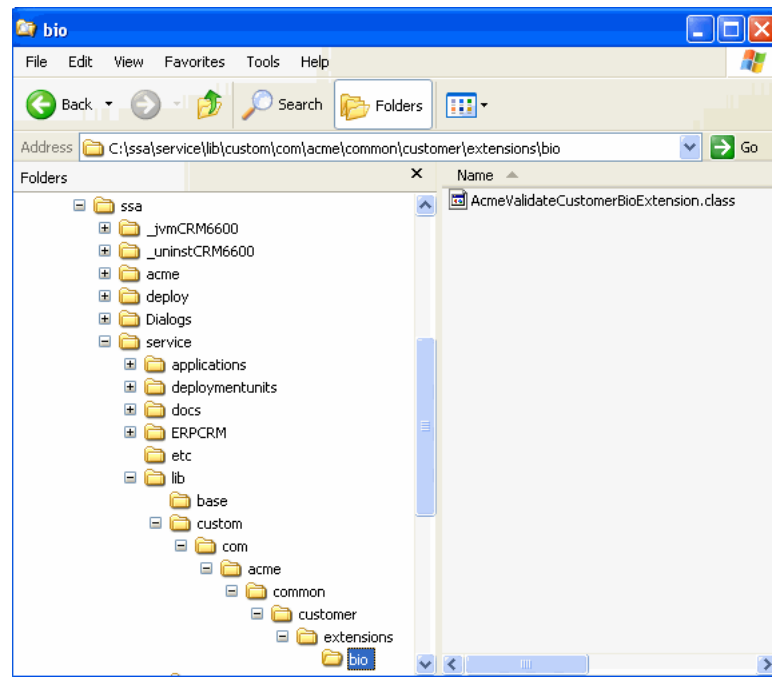 bio
File Edit View Favorites Tools Help
Back Search Folders
Address C:\ssa\service\lib\custom\com\acme\common\customer\extensions\bio Go
Folders
Name
AcmeValidateCustomerBioExtension.class
ssa
_jvmCRM6600
_uninstCRM6600
acme
deploy
Dialogs
service
applications
deploymentunits
docs
ERPCRM
etc
lib
base
custom
com
acme
common
customer
extensions
bio